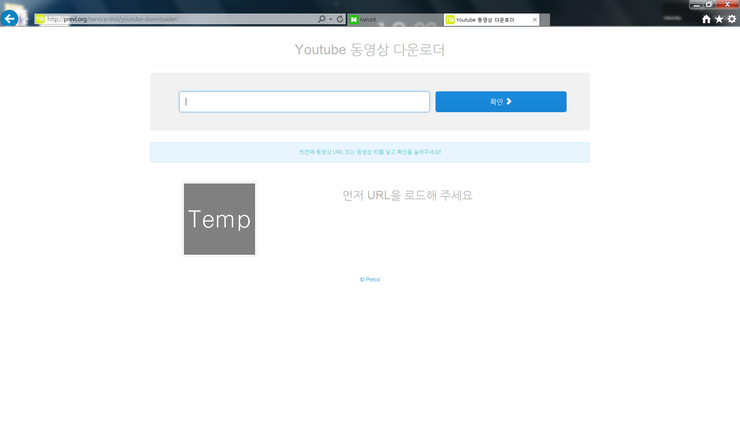 http://prevl.org/service/dist/youtube-downloader/
NAVER
Youtube 동영상 다운로더
Youtube 동영상 다운로더
확인
빈칸에 동영상 URL 또는 동영상 ID를 넣고 확인을 눌러주세요!
Temp
먼저 URL을 로드해 주세요
© Preco